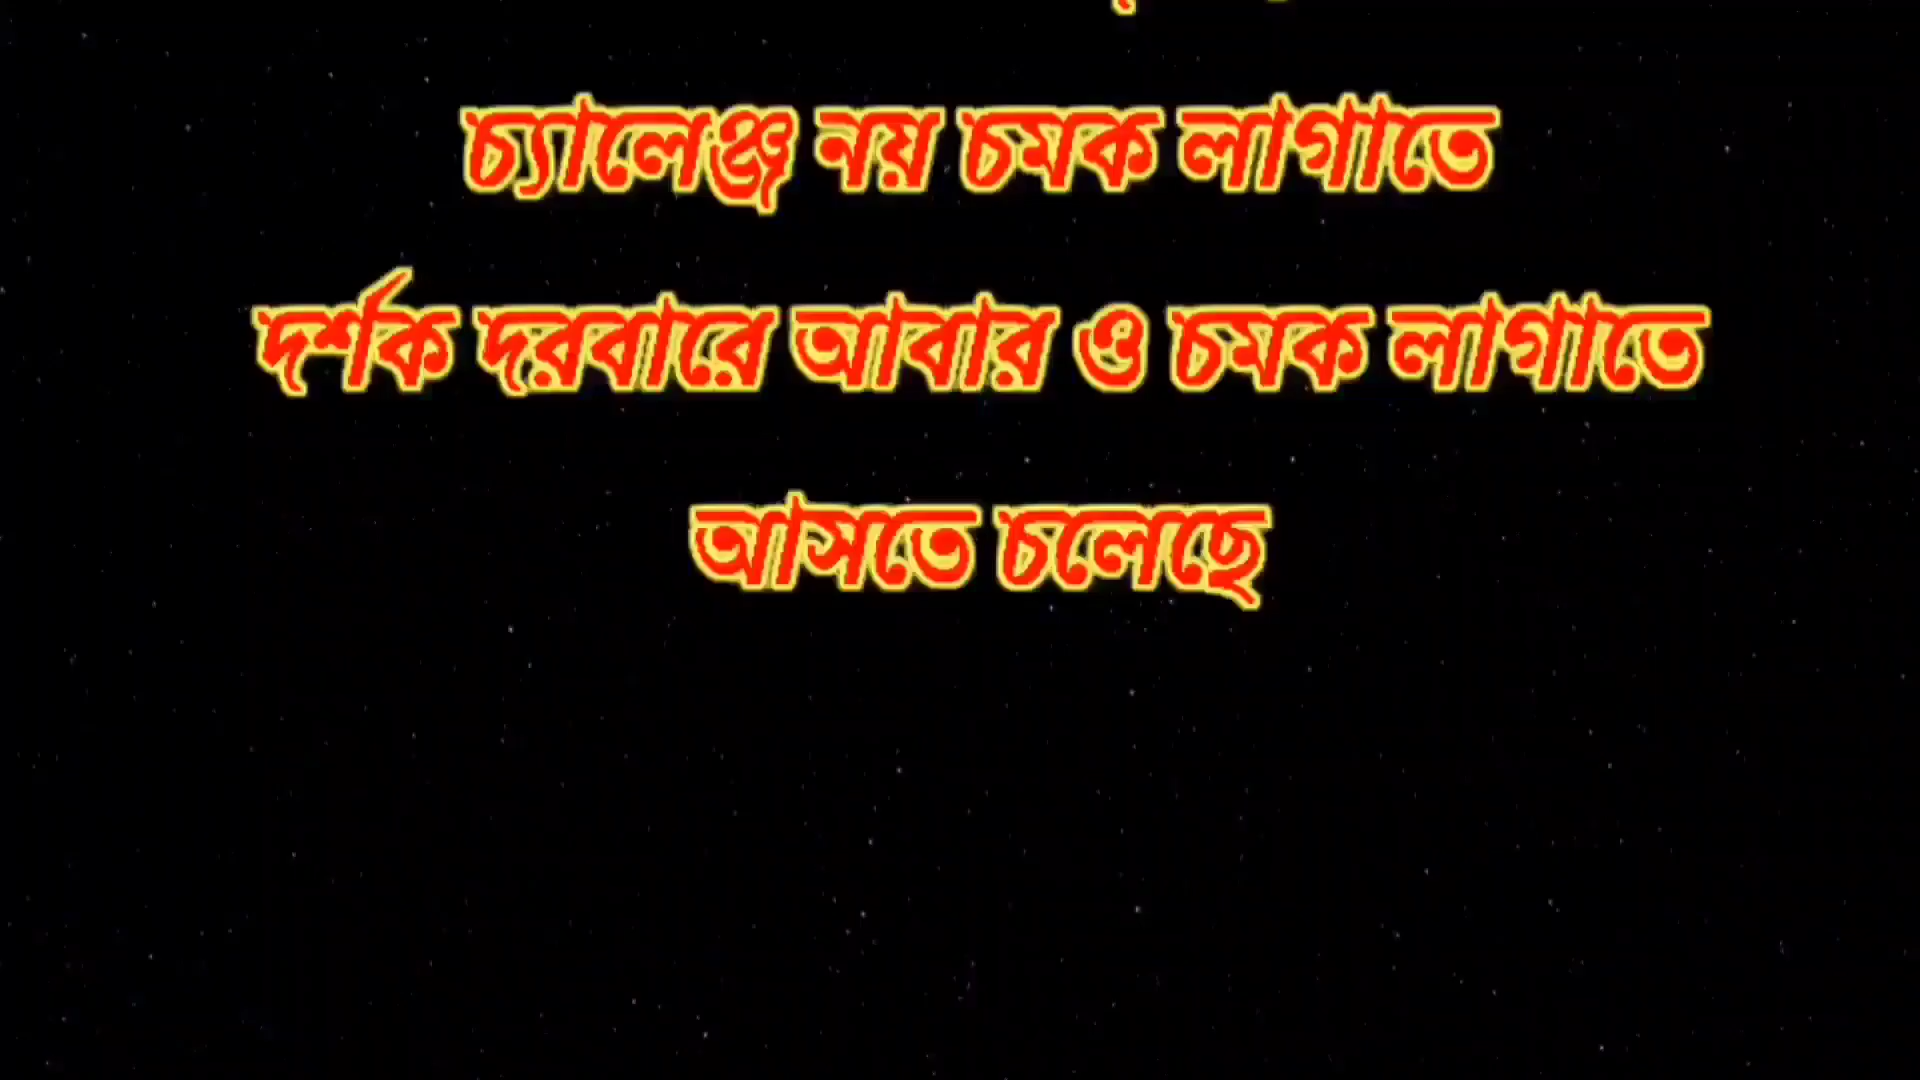 চ্যালেঞ্জ নয় চমক লাগাতে
দর্শক দরবারে আবার ও চমক লাগাতে
আসতে চলেছে